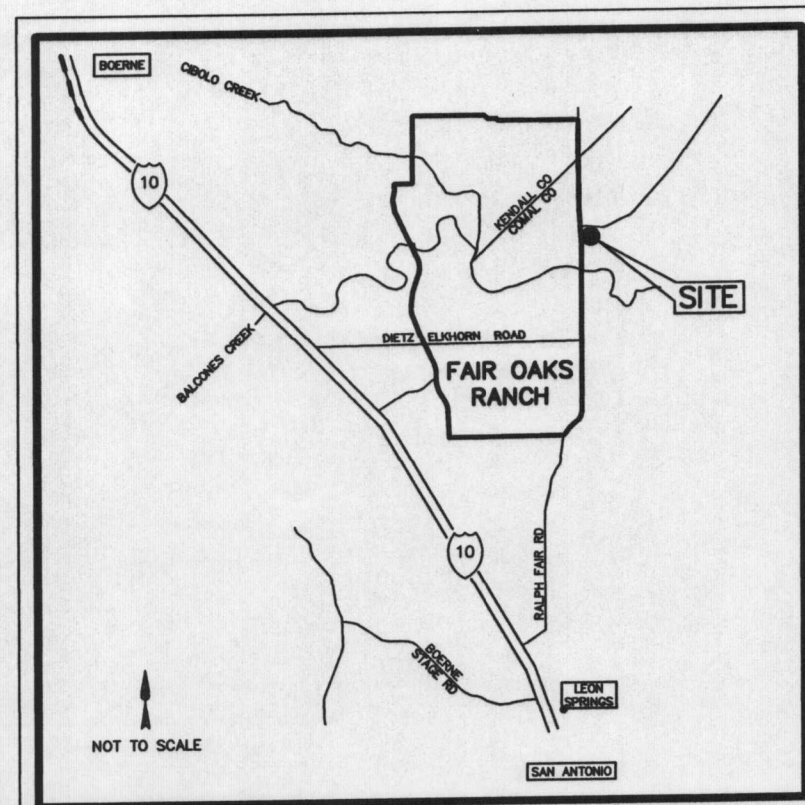 BOERNE
CIBOLO CREEK
10
KENDALL CO
COMAL CO
SITE
BALCONES CREEK
DIETZ ELKHORN ROAD
FAIR OAKS
RANCH
10
RALPH FAIR RD
BOERNE
STAGE RD
LEON
SPRINGS
NOT TO SCALE
SAN ANTONIO